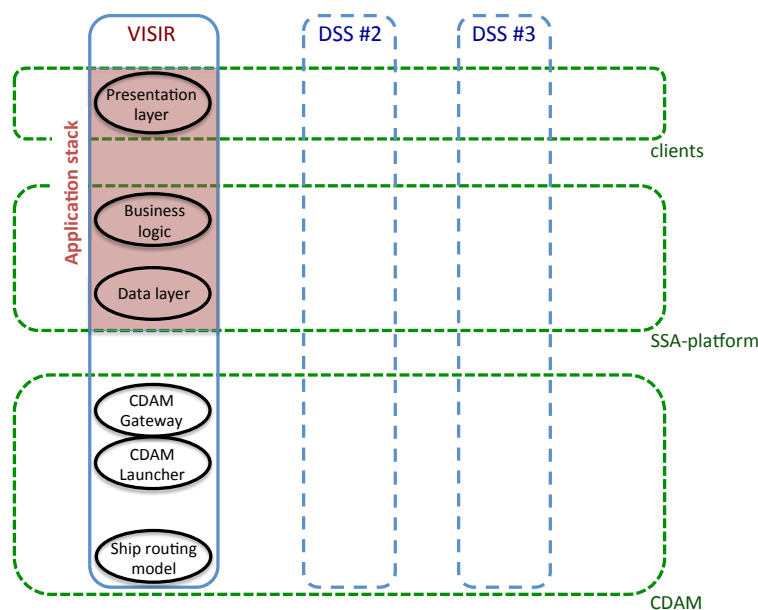 VISIR
DSS #2
DSS #3
Presentation
layer
clients
Application stack
Business
logic
Data layer
SSA-platform
CDAM
Gateway
CDAM
Launcher
Ship routing
model
CDAM